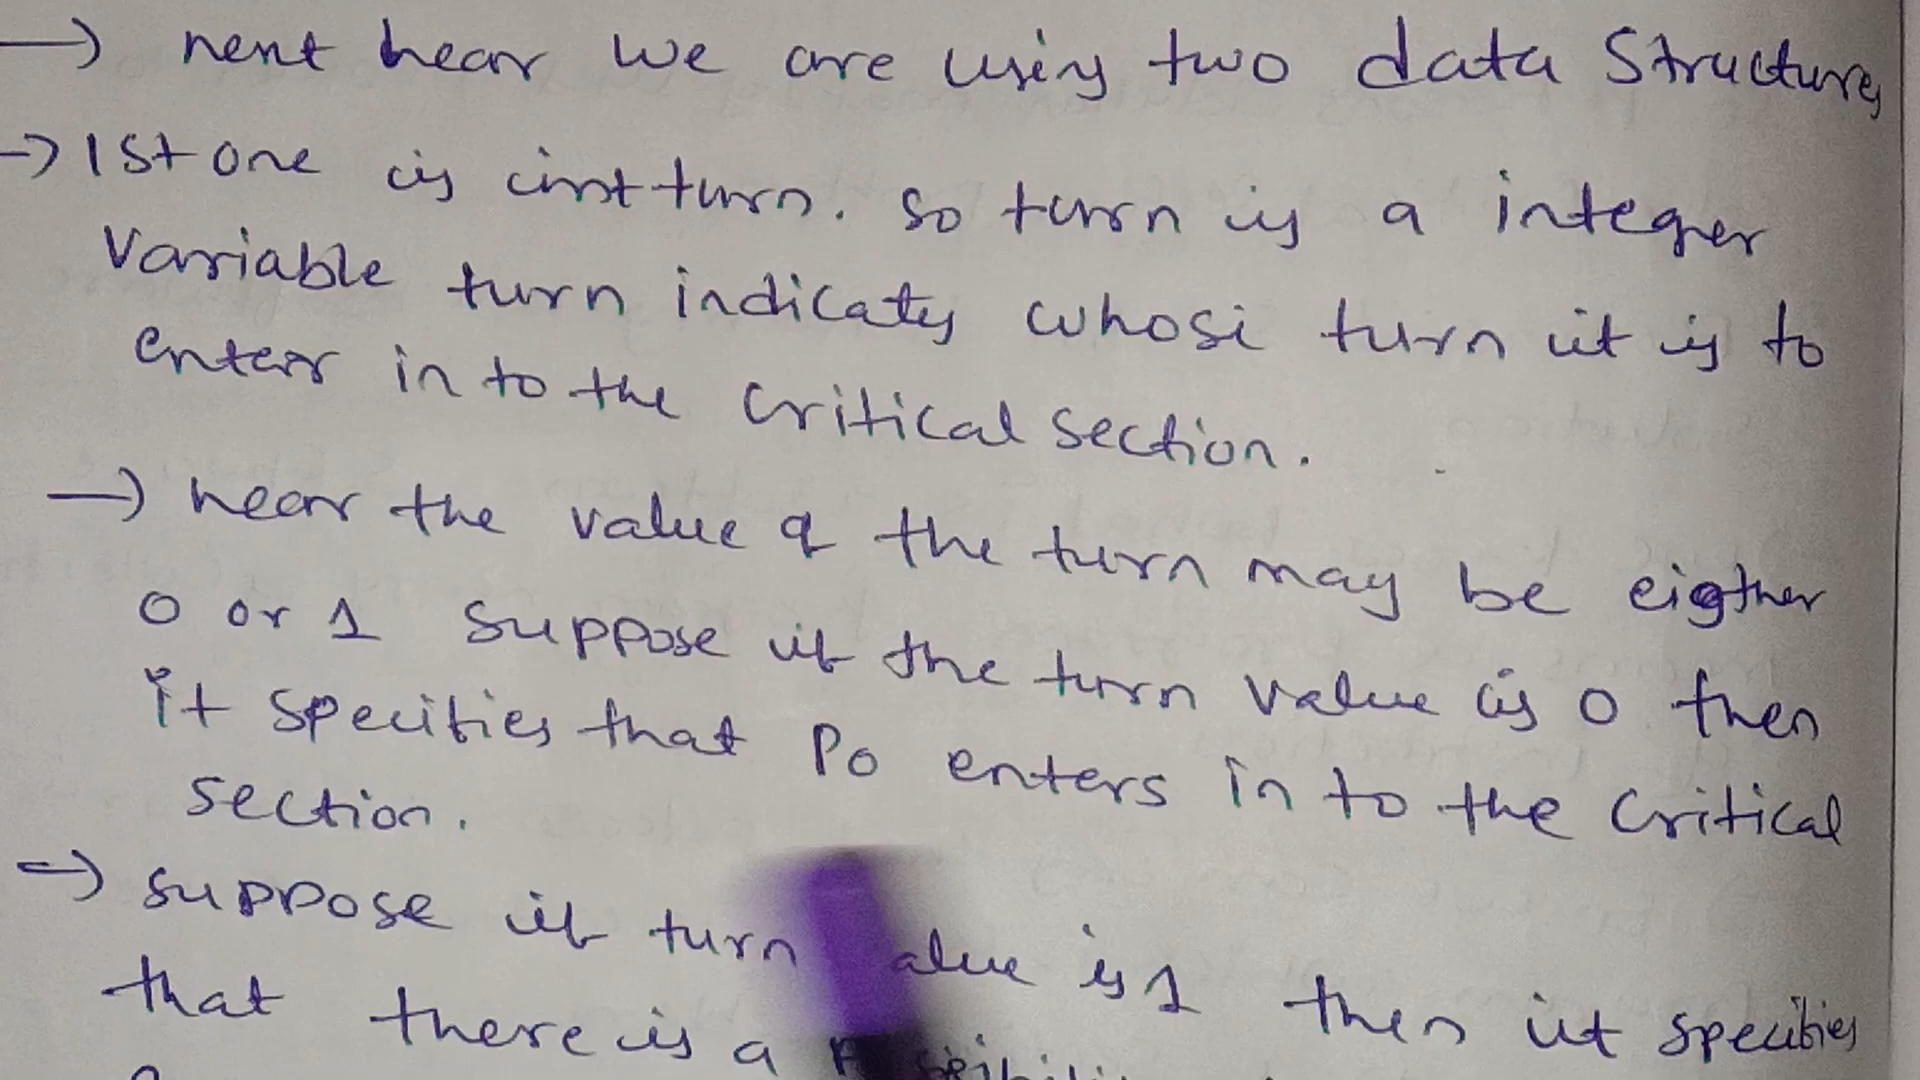 → next hear we are using two data Structures
→ 1st one is int turn. So turn is a integer
Variable turn indicates whose turn it is to
enter in to the critical section.
→ hear the value of the turn may be eigther
0 or 1 suppose if the turn value is 0 then
it specifies that P0 enters in to the critical
section.
→ suppose if turn alue is 1 then it specifies
that there is a